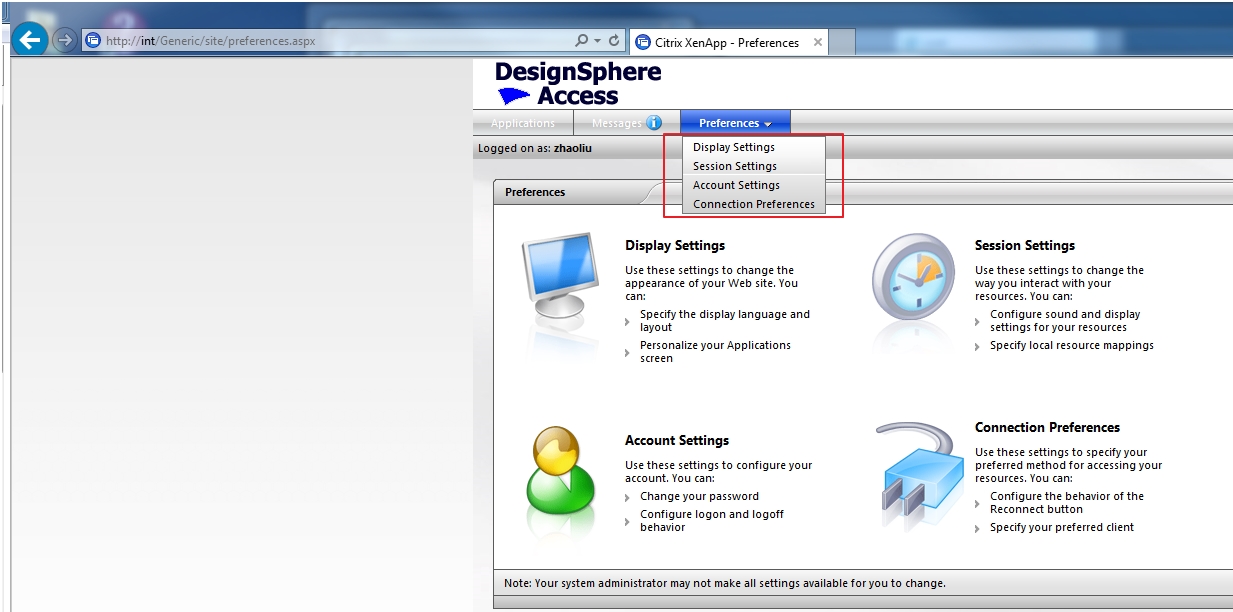 http://int/Generic/site/preferences.aspx
Citrix XenApp - Preferences
DesignSphere
Access
Applications
Messages
Preferences
Logged on as: zhaoliu
Display Settings
Session Settings
Account Settings
Connection Preferences
Preferences
Display Settings
Use these settings to change the
appearance of your Web site. You
can:
Specify the display language and
layout
Personalize your Applications
screen
Session Settings
Use these settings to change the
way you interact with your
resources. You can:
Configure sound and display
settings for your resources
Specify local resource mappings
Account Settings
Use these settings to configure your
account. You can:
Change your password
Configure logon and logoff
behavior
Connection Preferences
Use these settings to specify your
preferred method for accessing your
resources. You can:
Configure the behavior of the
Reconnect button
Specify your preferred client
Note: Your system administrator may not make all settings available for you to change.